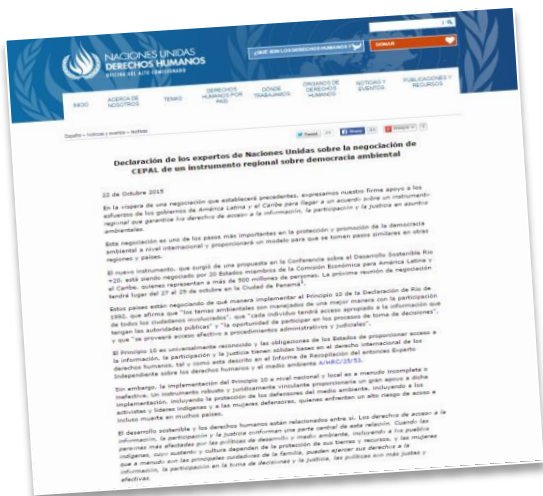 NACIONES UNIDAS
DERECHOS HUMANOS
OFICINA DEL ALTO COMISIONADO
¿QUÉ SON LOS DERECHOS HUMANOS?
DONAR
INICIO
ACERCA DE NOSOTROS
TEMAS
DERECHOS HUMANOS POR PAÍS
DÓNDE TRABAJAMOS
ÓRGANOS DE DERECHOS HUMANOS
NOTICIAS Y EVENTOS
PUBLICACIONES Y RECURSOS
Español > Noticias y eventos > Noticias
Tweet
Share
Declaración de los expertos de Naciones Unidas sobre la negociación de
CEPAL de un instrumento regional sobre democracia ambiental
22 de Octubre 2015
En la víspera de una negociación que establecerá precedentes, expresamos nuestro firme apoyo a los
esfuerzos de los gobiernos de América Latina y el Caribe para llegar a un acuerdo sobre un instrumento
regional que garantice los derechos de acceso a la información, la participación y la justicia en asuntos
ambientales.
Esta negociación es uno de los pasos más importantes en la protección y promoción de la democracia
ambiental a nivel internacional y proporcionará un modelo para que se tomen pasos similares en otras
regiones y países.
El nuevo instrumento, que surgió de una propuesta en la Conferencia sobre el Desarrollo Sostenible Rio
+20, está siendo negociado por 20 Estados miembros de la Comisión Económica para América Latina y
el Caribe, quienes representan a más de 500 millones de personas. La próxima reunión de negociación
tendrá lugar del 27 al 29 de octubre en la Ciudad de Panamá
Estos países están negociando de qué manera implementar el Principio 10 de la Declaración de Río de
1992, que afirma que "los temas ambientales son manejados de una mejor manera con la participación
de todos los ciudadanos involucrados", que "cada individuo tendrá acceso apropiado a la información que
tengan las autoridades públicas" y "la oportunidad de participar en los procesos de toma de decisiones",
y que "se proveerá acceso efectivo a procedimientos administrativos y judiciales".
El Principio 10 es universalmente reconocido y las obligaciones de los Estados de proporcionar acceso a
la información, la participación y la justicia tienen sólidas bases en el derecho internacional de los
derechos humanos, tal y como está descrito en el Informe de Recopilación del entonces Experto
Independiente sobre los derechos humanos y el medio ambiente A/HRC/25/53.
Sin embargo, la implementación del Principio 10 a nivel nacional y local es a menudo incompleta o
inefectiva. Un instrumento robusto y jurídicamente vinculante proporcionaría un gran apoyo a dicha
implementación, incluyendo la protección de los defensores del medio ambiente, incluyendo a los
activistas y líderes indígenas y a las mujeres defensoras, quienes enfrentan un alto riesgo de acoso e
incluso muerte en muchos países.
El desarrollo sostenible y los derechos humanos están relacionados entre sí. Los derechos de acceso a la
información, la participación y la justicia conforman una parte central de esta relación. Cuando las
personas más afectadas por las políticas de desarrollo y medio ambiente, incluyendo a los pueblos
indígenas, cuyo sustento y cultura dependen de la protección de sus tierras y recursos, y las mujeres
que a menudo son las principales cuidadoras de la familia, pueden ejercer sus derechos a la
información, la participación en la toma de decisiones y la justicia, las políticas son más justas y
efectivas.